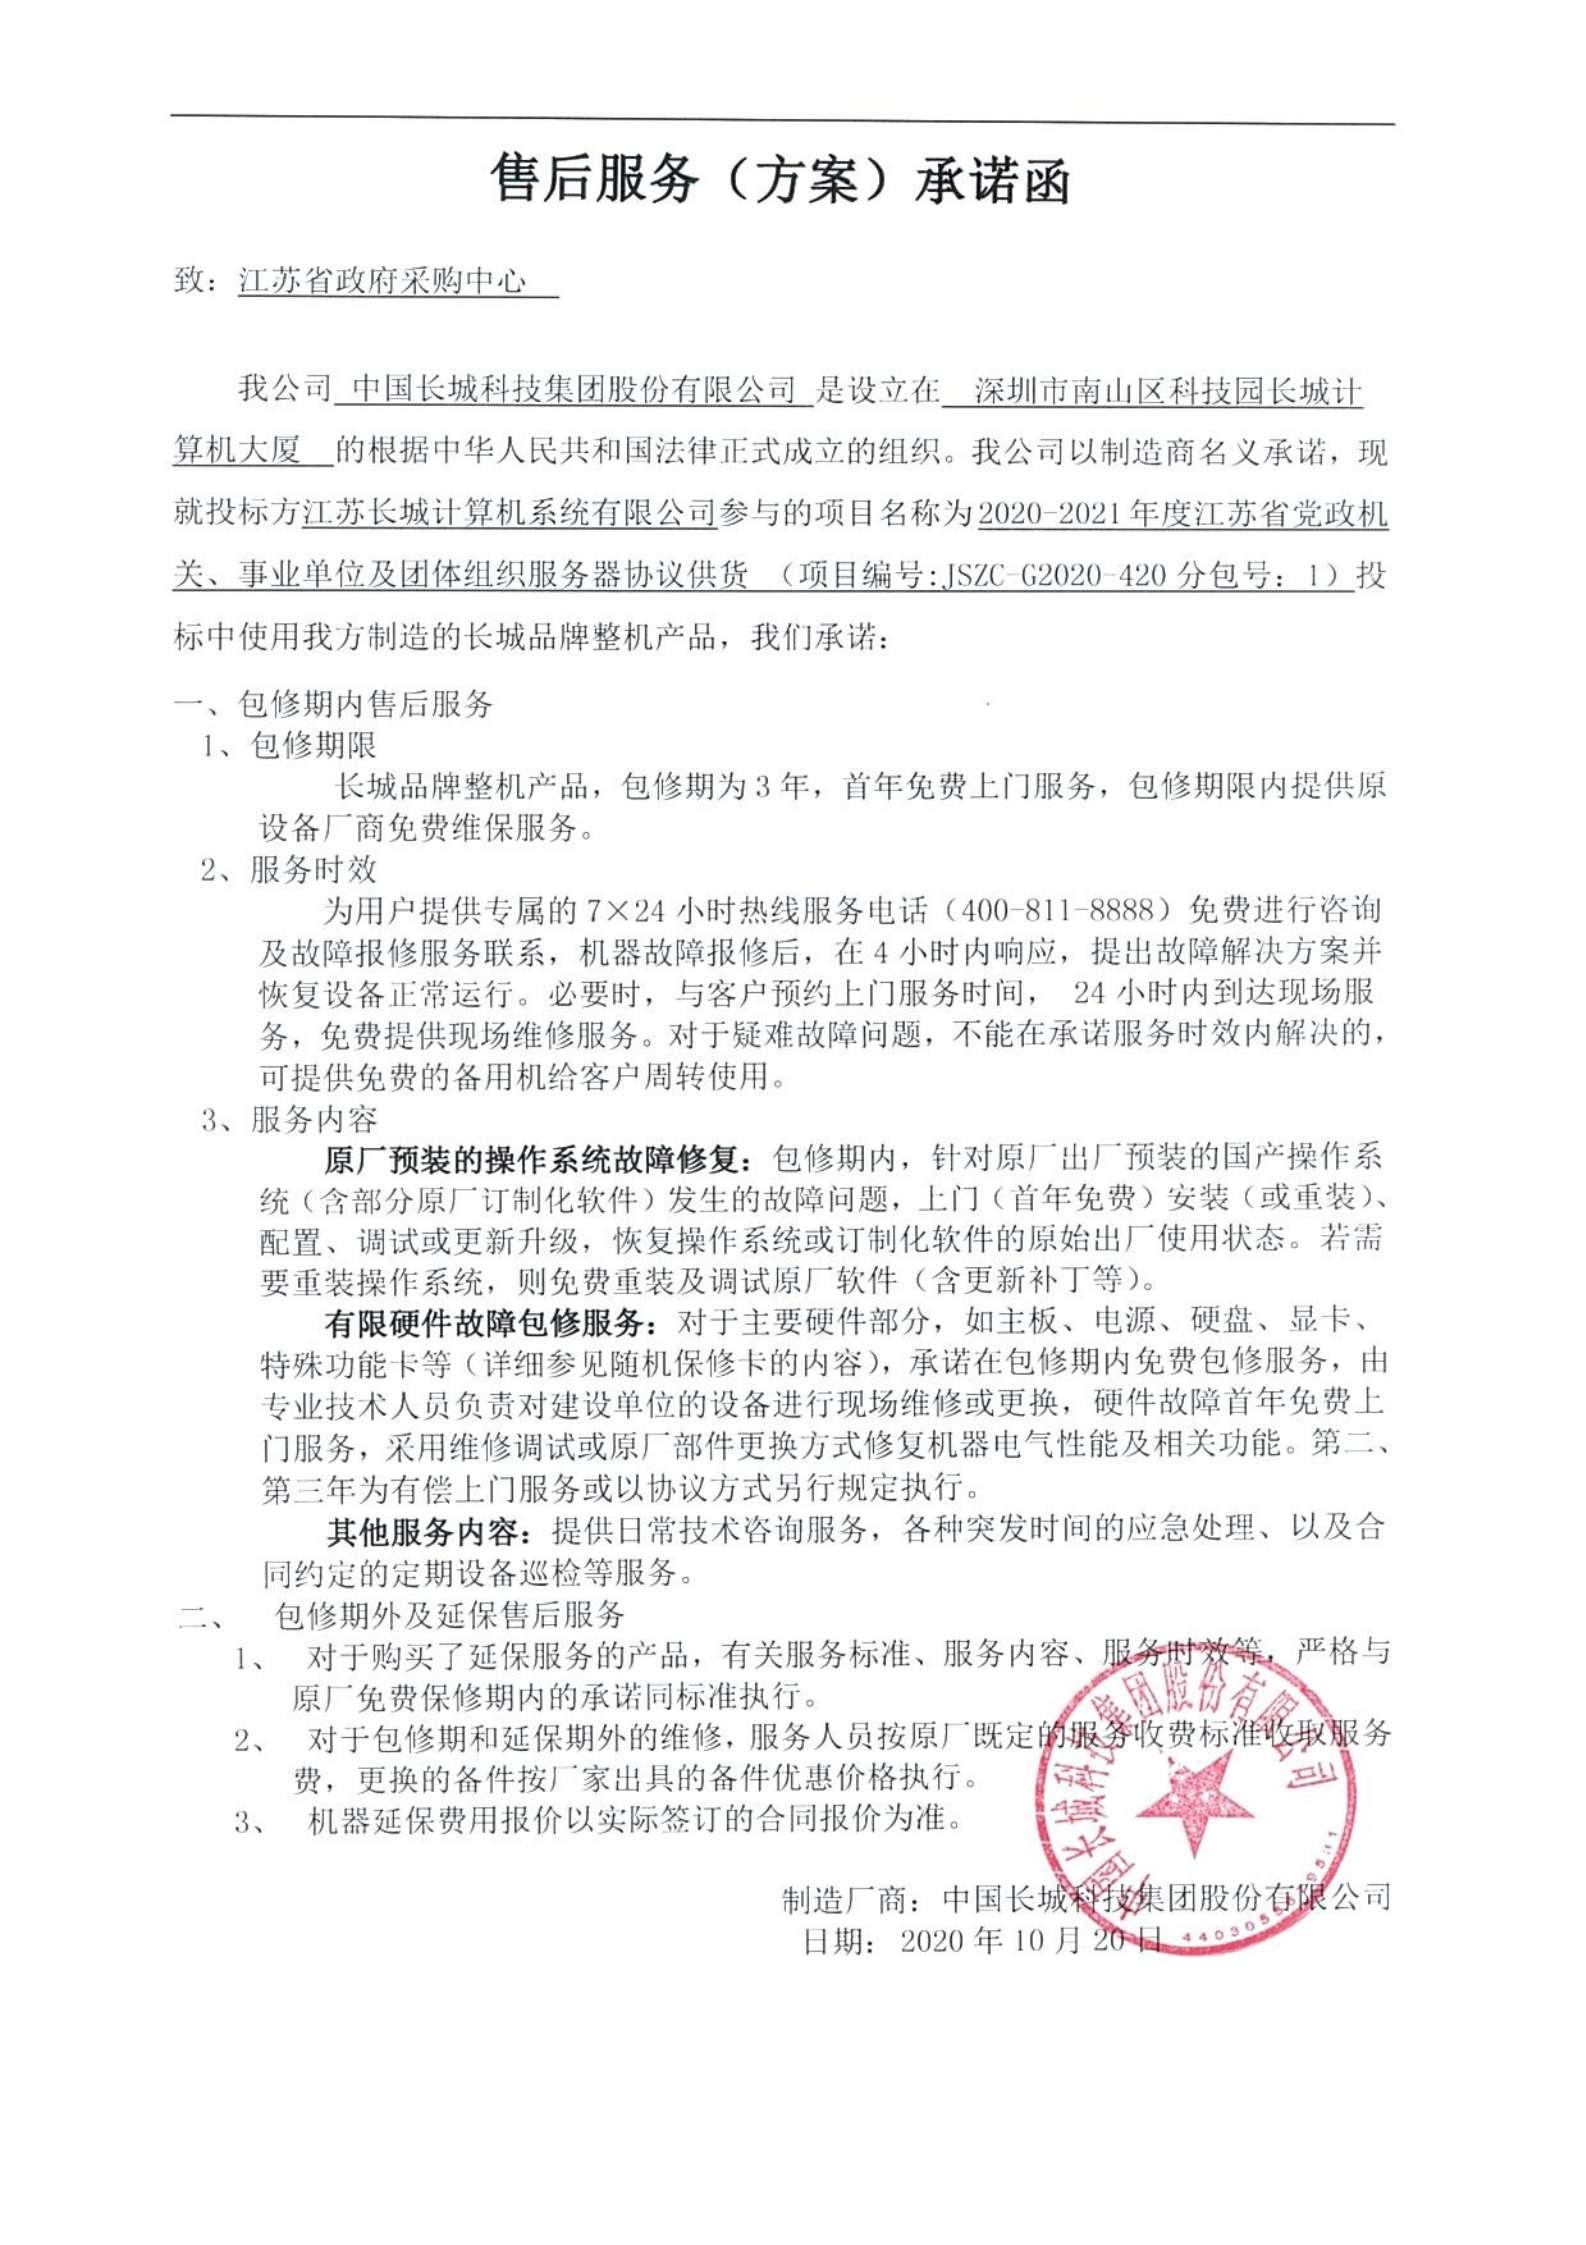 售后服务（方案）承诺函
致：江苏省政府采购中心
我公司 中国长城科技集团股份有限公司 是设立在 深圳市南山区科技园长城计
算机大厦 的根据中华人民共和国法律正式成立的组织。我公司以制造商名义承诺，现
就投标方江苏长城计算机系统有限公司参与的项目名称为2020-2021年度江苏省党政机
关、事业单位及团体组织服务器协议供货 （项目编号:JSZC-G2020-420 分包号：1）投
标中使用我方制造的长城品牌整机产品，我们承诺：
一、包修期内售后服务
1、包修期限
长城品牌整机产品，包修期为 3 年，首年免费上门服务，包修期限内提供原
设备厂商免费维保服务。
2、服务时效
为用户提供专属的 7×24 小时热线服务电话（400-811-8888）免费进行咨询
及故障报修服务联系，机器故障报修后，在 4 小时内响应，提出故障解决方案并
恢复设备正常运行。必要时，与客户预约上门服务时间， 24 小时内到达现场服
务，免费提供现场维修服务。对于疑难故障问题，不能在承诺服务时效内解决的，
可提供免费的备用机给客户周转使用。
3、服务内容
原厂预装的操作系统故障修复：包修期内，针对原厂出厂预装的国产操作系
统（含部分原厂订制化软件）发生的故障问题，上门（首年免费）安装（或重装）、
配置、调试或更新升级，恢复操作系统或订制化软件的原始出厂使用状态。若需
要重装操作系统，则免费重装及调试原厂软件（含更新补丁等）。
有限硬件故障包修服务：对于主要硬件部分，如主板、电源、硬盘、显卡、
特殊功能卡等（详细参见随机保修卡的内容），承诺在包修期内免费包修服务，由
专业技术人员负责对建设单位的设备进行现场维修或更换，硬件故障首年免费上
门服务，采用维修调试或原厂部件更换方式修复机器电气性能及相关功能。第二、
第三年为有偿上门服务或以协议方式另行规定执行。
其他服务内容：提供日常技术咨询服务，各种突发时间的应急处理、以及合
同约定的定期设备巡检等服务。
二、 包修期外及延保售后服务
1、 对于购买了延保服务的产品，有关服务标准、服务内容、服务时效等，严格与
原厂免费保修期内的承诺同标准执行。
2、 对于包修期和延保期外的维修，服务人员按原厂既定的服务收费标准收取服务
费，更换的备件按厂家出具的备件优惠价格执行。
3、 机器延保费用报价以实际签订的合同报价为准。
制造厂商：中国长城科技集团股份有限公司
日期： 2020 年 10 月 20 日
中国长城科技集团股份有限公司